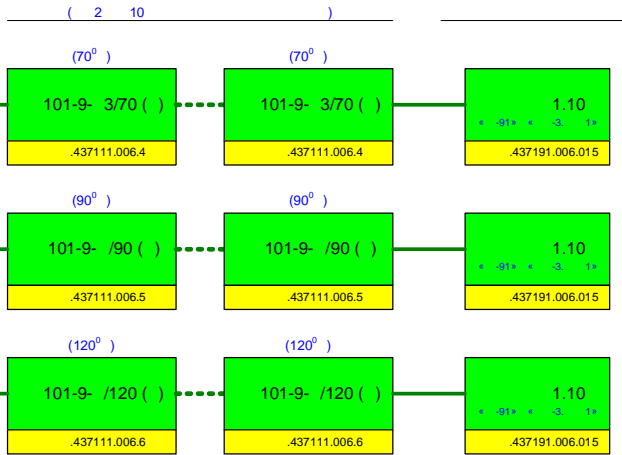 ( 2 10 )
(70⁰ ) (70⁰ )
101-9- 3/70 ( ) 101-9- 3/70 ( ) 1.10
« -91» « -3. 1»
.437111.006.4 .437111.006.4 .437191.006.015
(90⁰ ) (90⁰ )
101-9- /90 ( ) 101-9- /90 ( ) 1.10
« -91» « -3. 1»
.437111.006.5 .437111.006.5 .437191.006.015
(120⁰ ) (120⁰ )
101-9- /120 ( ) 101-9- /120 ( ) 1.10
« -91» « -3. 1»
.437111.006.6 .437111.006.6 .437191.006.015